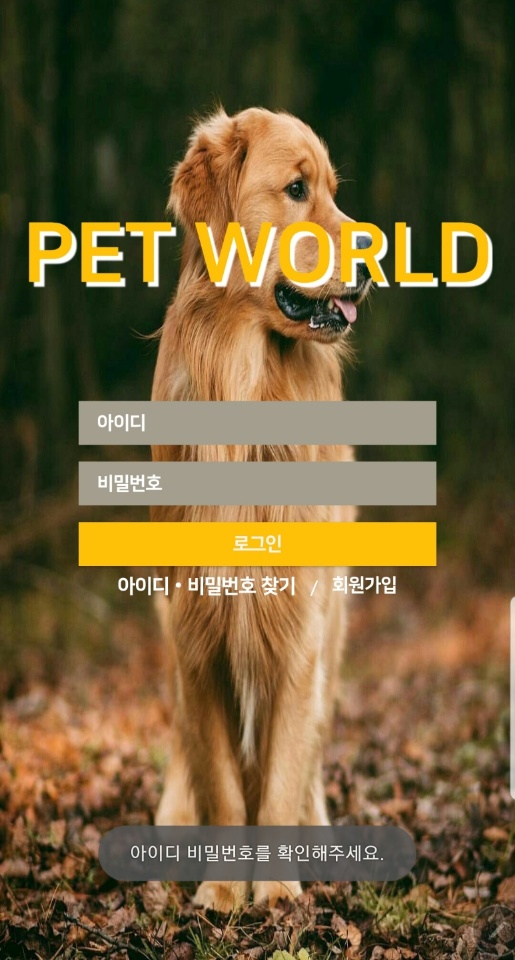 PET WORLD
아이디
비밀번호
로그인
아이디 • 비밀번호 찾기 / 회원가입
아이디 비밀번호를 확인해주세요.